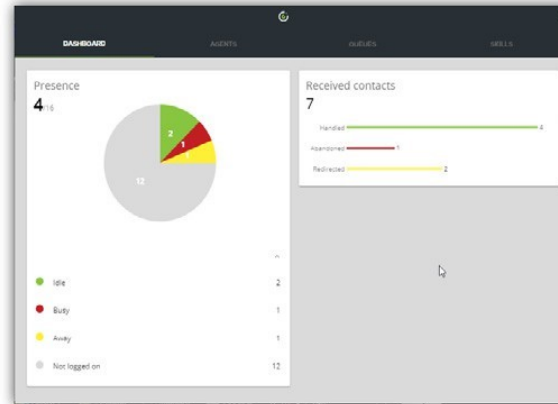 DASHBOARD AGENTS QUEUES SKILLS
Presence
4/16
2
1
1
12
Idle 2
Busy 1
Away 1
Not logged on 12
Received contacts
7
Handled 4
Abandoned 1
Redirected 2